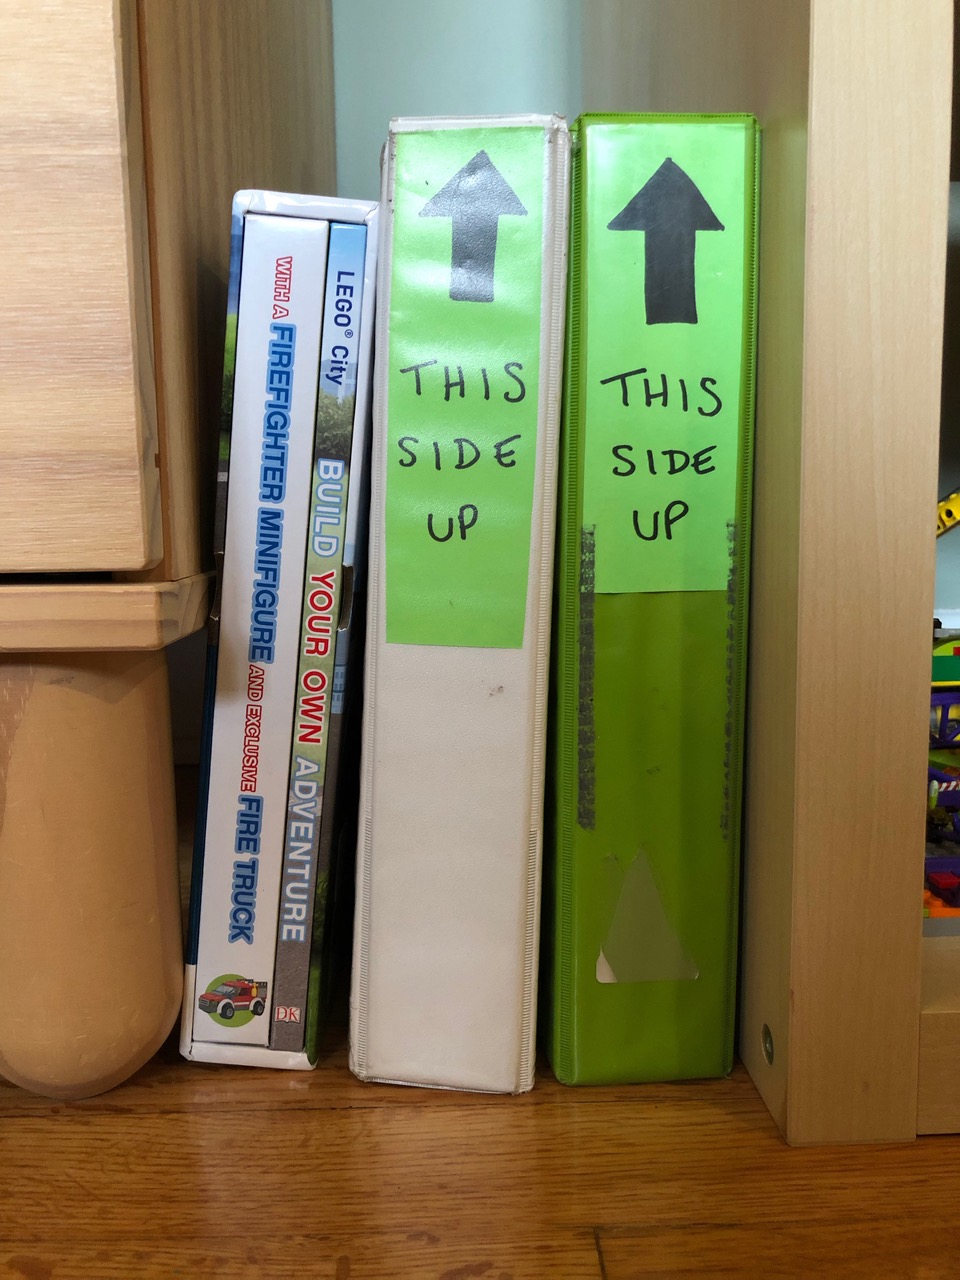 WITH A FIREFIGHTER MINIFIGURE AND EXCLUSIVE FIRE TRUCK
LEGO® City BUILD YOUR OWN ADVENTURE
DK
THIS
SIDE
UP
THIS
SIDE
UP